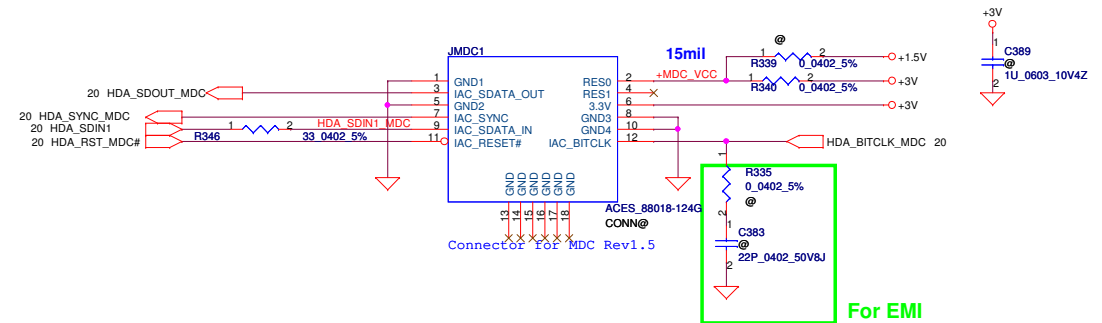 +3V
1
C389
@
1U_0603_10V4Z
2
JMDC1
15mil
@
1 2
R339 0_0402_5%
+1.5V
+MDC_VCC
1 2
R340 0_0402_5%
+3V
+3V
1 GND1
3 IAC_SDATA_OUT
5 GND2
7 IAC_SYNC
9 IAC_SDATA_IN
11 IAC_RESET#
RES0 2
RES1 4
3.3V 6
GND3 8
GND4 10
IAC_BITCLK 12
20 HDA_SDOUT_MDC
20 HDA_SYNC_MDC
20 HDA_SDIN1
1 2
HDA_SDIN1_MDC
20 HDA_RST_MDC#
R346 33_0402_5%
HDA_BITCLK_MDC 20
GND GND GND GND GND GND
13 14 15 16 17 18
ACES_88018-124G
CONN@
Connector for MDC Rev1.5
1
R335
0_0402_5%
@
2
1
C383
@
22P_0402_50V8J
2
For EMI